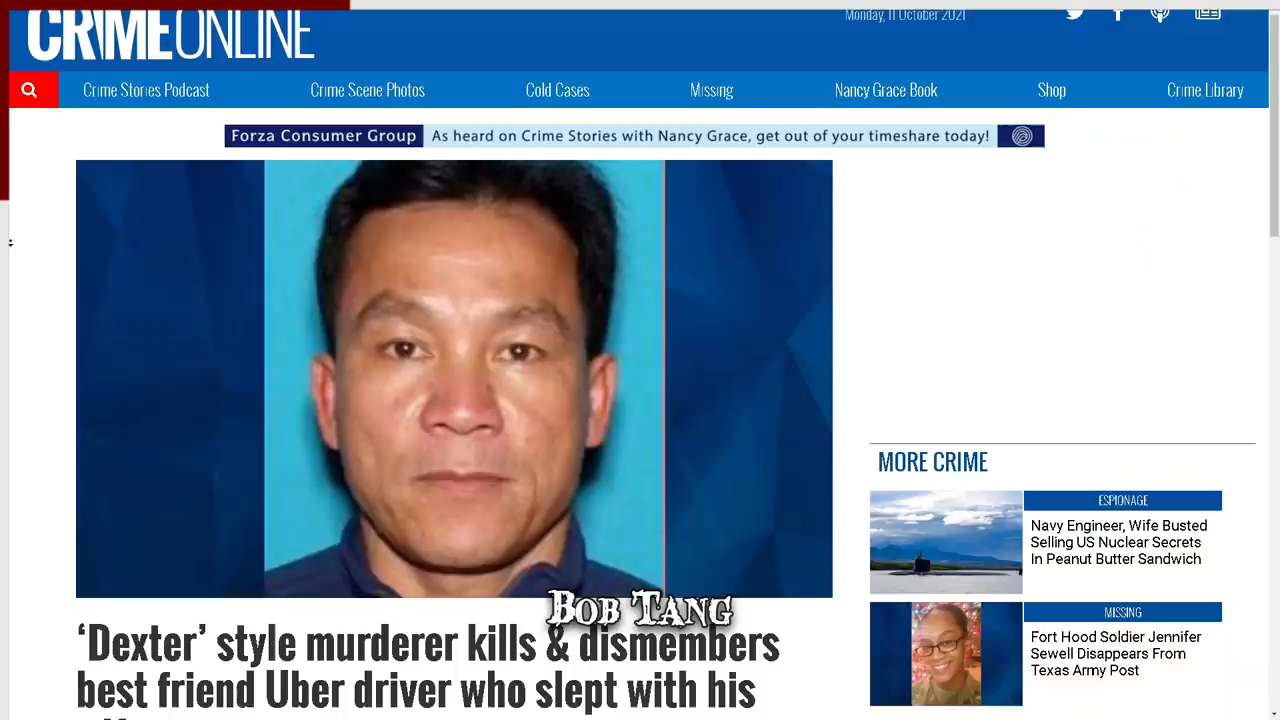 CRIMEONLINE
Monday, 11 October 2021
Crime Stories Podcast
Crime Scene Photos
Cold Cases
Missing
Nancy Grace Book
Shop
Crime Library
Forza Consumer Group
As heard on Crime Stories with Nancy Grace, get out of your timeshare today!
BOB TANG
‘Dexter’ style murderer kills & dismembers
best friend Uber driver who slept with his
MORE CRIME
ESPIONAGE
Navy Engineer, Wife Busted
Selling US Nuclear Secrets
In Peanut Butter Sandwich
MISSING
Fort Hood Soldier Jennifer
Sewell Disappears From
Texas Army Post